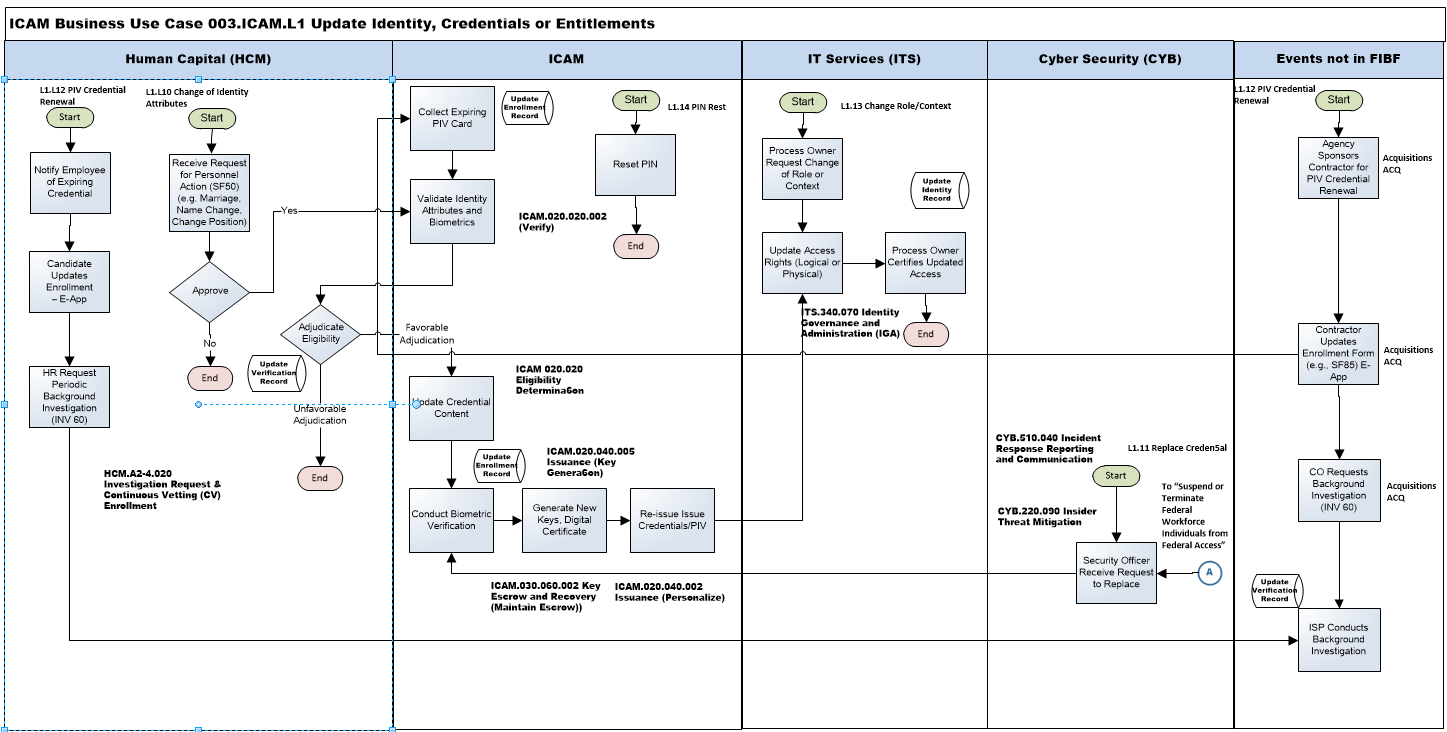 ICAM Business Use Case 003.ICAM.L1 Update Identity, Credentials or Entitlements
Human Capital (HCM)
ICAM
IT Services (ITS)
Cyber Security (CYB)
Events not in FIBF
L1.L12 PIV Credential
Renewal
Start
Notify Employee
of Expiring
Credential
Candidate
Updates
Enrollment
– E-App
HR Request
Periodic
Background
Investigation
(INV 60)
HCM.A2-4.020
Investigation Request &
Continuous Vetting (CV)
Enrollment
L1.L10 Change of Identity
Attributes
Start
Receive Request
for Personnel
Action (SF50)
(e.g. Marriage,
Name Change,
Change Position)
Approve
Yes
No
End
Adjudicate
Eligibility
Update
Verification
Record
Unfavorable
Adjudication
End
Favorable
Adjudication
Collect Expiring
PIV Card
Update
Enrollment
Record
Validate Identity
Attributes and
Biometrics
ICAM.020.020.002
(Verify)
Start
L1.14 PIN Rest
Reset PIN
End
ICAM 020.020
Eligibility
Determina6on
Update Credential
Content
Update
Enrollment
Record
ICAM.020.040.005
Issuance (Key
Genera6on)
Conduct Biometric
Verification
Generate New
Keys, Digital
Certificate
Re-issue Issue
Credentials/PIV
ICAM.030.060.002 Key
Escrow and Recovery
(Maintain Escrow))
ICAM.020.040.002
Issuance (Personalize)
Start
L1.13 Change Role/Context
Process Owner
Request Change
of Role or
Context
Update
Identity
Record
Update Access
Rights (Logical or
Physical)
Process Owner
Certifies Updated
Access
ITS.340.070 Identity
Governance and
Administration (IGA)
End
CYB.510.040 Incident
Response Reporting
and Communication
L1.11 Replace Creden5al
Start
CYB.220.090 Insider
Threat Mitigation
To “Suspend or
Terminate
Federal
Workforce
Individuals from
Federal Access”
Security Officer
Receive Request
to Replace
A
L1.12 PIV Credential
Renewal
Start
Agency
Sponsors
Contractor for
PIV Credential
Renewal
Acquisitions
ACQ
Contractor
Updates
Enrollment Form
(e.g., SF85) E-
App
Acquisitions
ACQ
CO Requests
Background
Investigation
(INV 60)
Acquisitions
ACQ
Update
Verification
Record
ISP Conducts
Background
Investigation